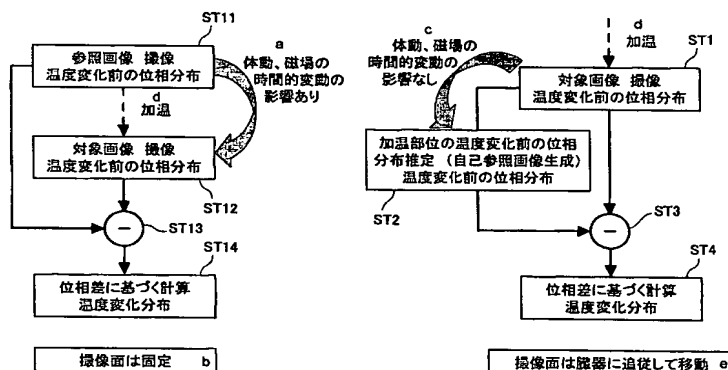 ST11
参照画像 撮像
温度変化前の位相分布
a
体動、磁場の
時間的変動の
影響あり
d
加温
対象画像 撮像
温度変化前の位相分布
ST12
−
ST13
ST14
位相差に基づく計算
温度変化分布
撮像面は固定 b
c
体動、磁場の
時間的変動の
影響なし
d
加温
ST1
対象画像 撮像
温度変化前の位相分布
加温部位の温度変化前の位相
分布推定 (自己参照画像生成)
温度変化前の位相分布
ST2
−
ST3
ST4
位相差に基づく計算
温度変化分布
撮像面は臓器に追従して移動 e